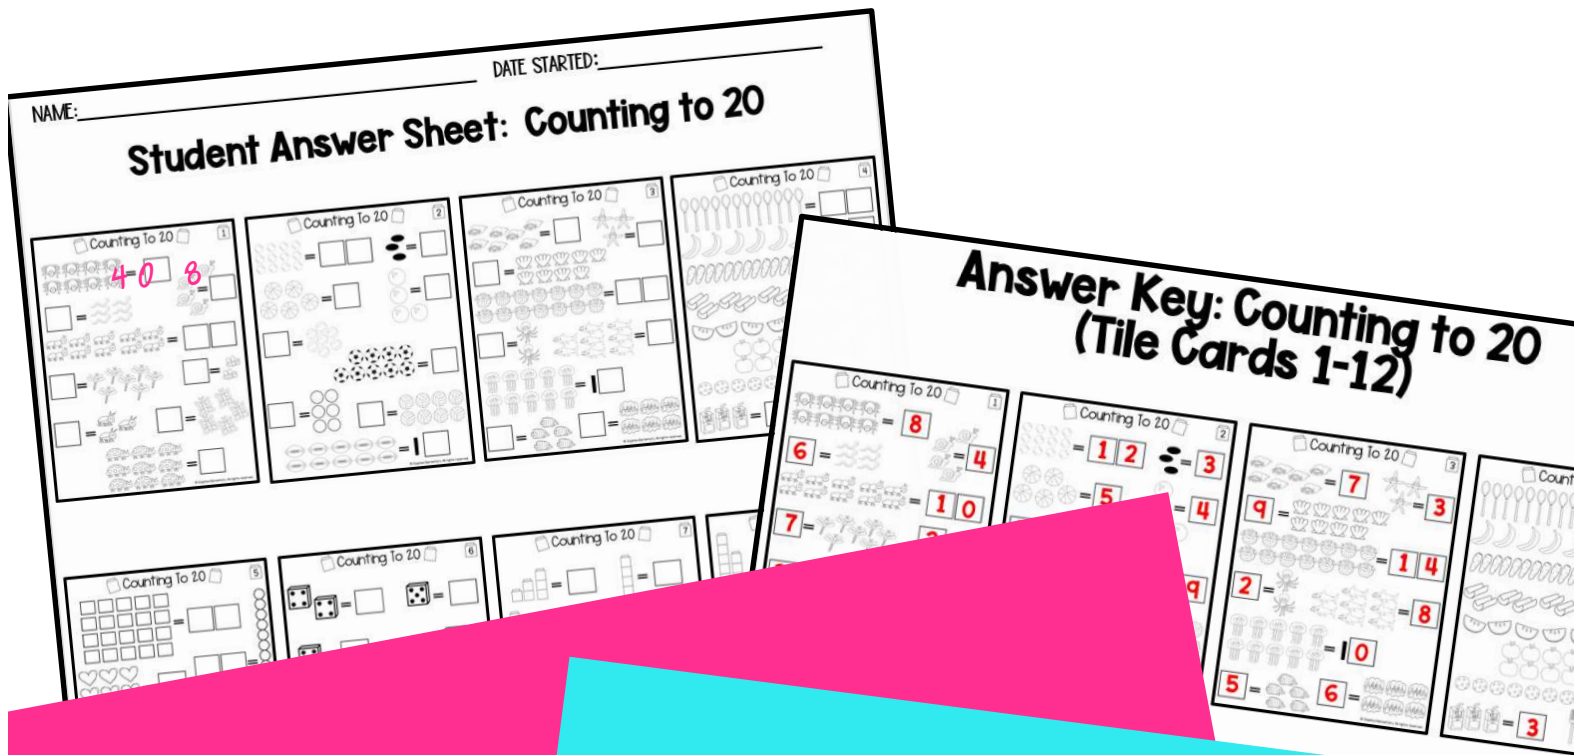 NAME:
DATE STARTED:
Student Answer Sheet: Counting to 20
Counting To 20 1
4 0 8
= =
=
=
= =
= =
=
Counting To 20 2
= =
= =
=
=
= =
= 1
Counting To 20 3
= =
=
=
= =
= 1
= =
Counting To 20 4
=
=
Counting To 20 5
=
=
Counting To 20 6
= =
Counting To 20 7
= =
Answer Key: Counting to 20
(Tile Cards 1-12)
Counting To 20 1
= 8
6 = = 4
= 1 0
7 =
Counting To 20 2
= 1 2 = 3
= 5 = 4
9
Counting To 20 3
= 7 = 3
9 =
= 1 4
2 = = 8
= 1 0
5 = 6 =
Count
= 3